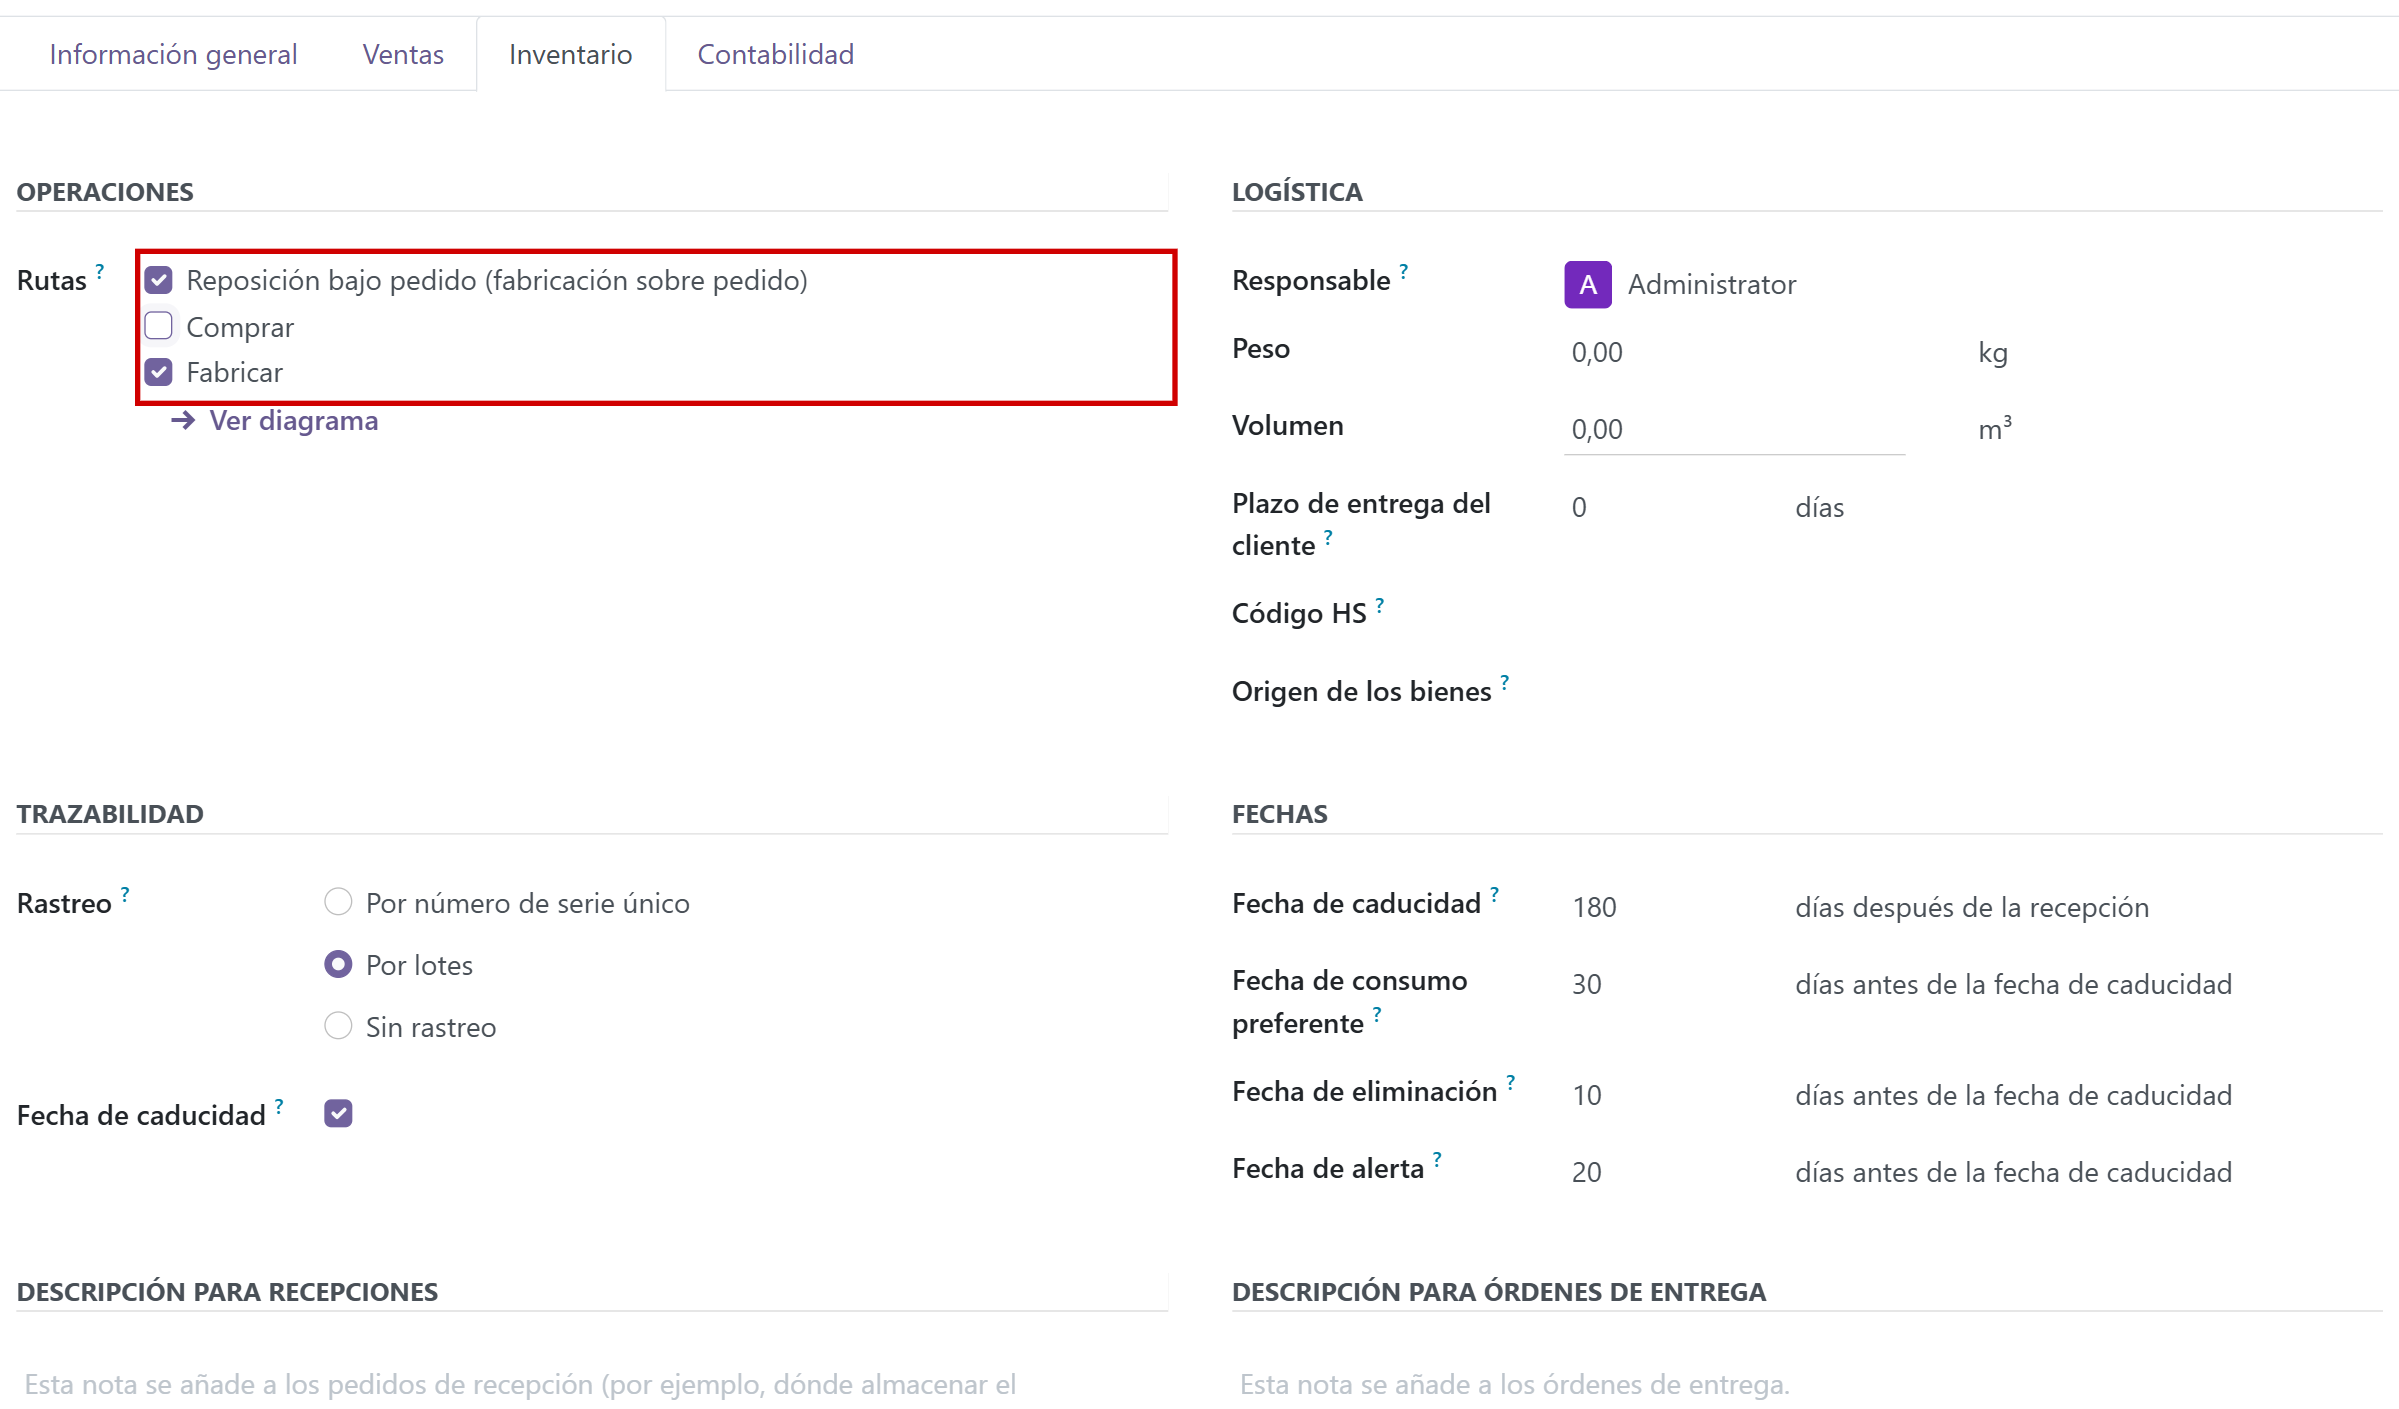 Información general Ventas Inventario Contabilidad
OPERACIONES
Rutas ?
Reposición bajo pedido (fabricación sobre pedido)
Comprar
Fabricar
→ Ver diagrama
LOGÍSTICA
Responsable ? A Administrator
Peso 0,00 kg
Volumen 0,00 m³
Plazo de entrega del
cliente ? 0 días
Código HS ?
Origen de los bienes ?
TRAZABILIDAD
Rastreo ?
Por número de serie único
Por lotes
Sin rastreo
Fecha de caducidad ?
FECHAS
Fecha de caducidad ? 180 días después de la recepción
Fecha de consumo
preferente ? 30 días antes de la fecha de caducidad
Fecha de eliminación ? 10 días antes de la fecha de caducidad
Fecha de alerta ? 20 días antes de la fecha de caducidad
DESCRIPCIÓN PARA RECEPCIONES
Esta nota se añade a los pedidos de recepción (por ejemplo, dónde almacenar el
DESCRIPCIÓN PARA ÓRDENES DE ENTREGA
Esta nota se añade a los órdenes de entrega.